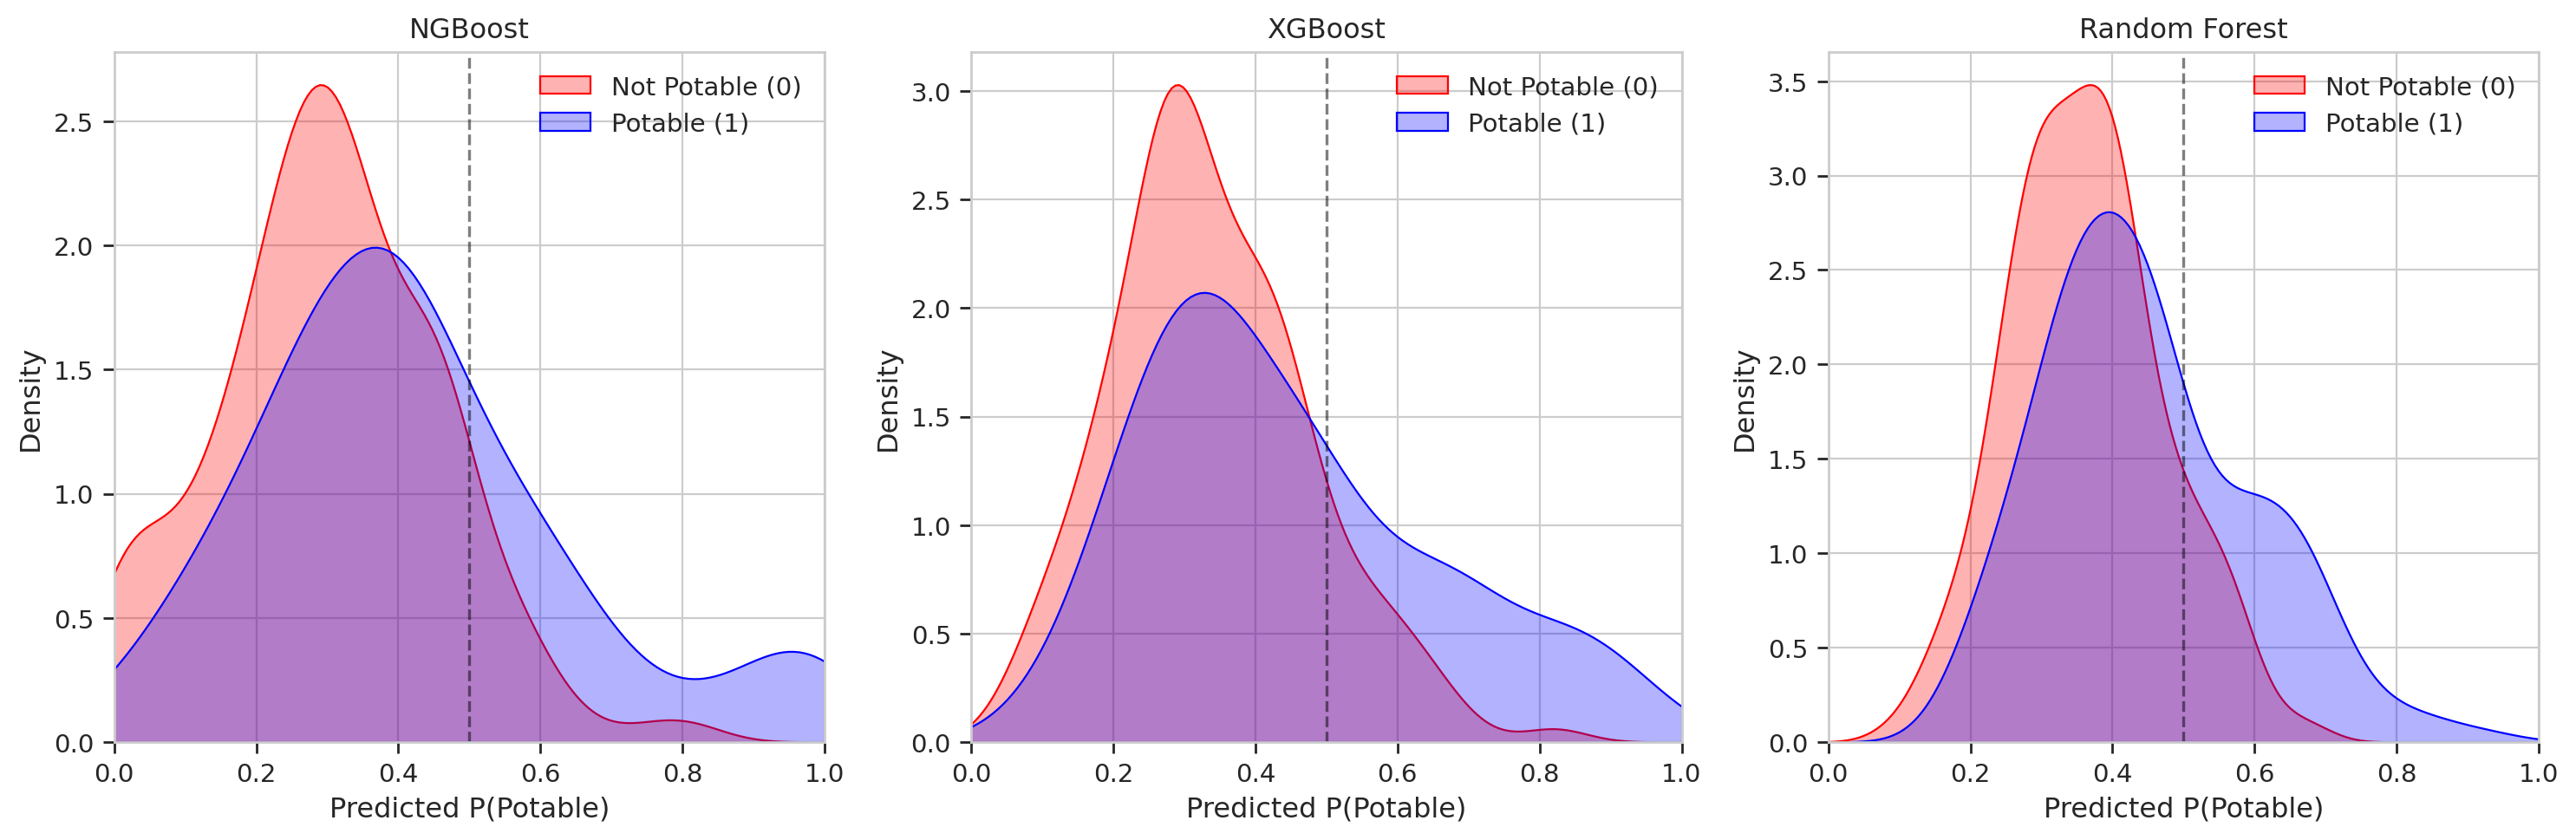 NGBoost
Not Potable (0)
Potable (1)
Density
2.5
2.0
1.5
1.0
0.5
0.0
0.0 0.2 0.4 0.6 0.8 1.0
Predicted P(Potable)
XGBoost
Not Potable (0)
Potable (1)
Density
3.0
2.5
2.0
1.5
1.0
0.5
0.0
0.0 0.2 0.4 0.6 0.8 1.0
Predicted P(Potable)
Random Forest
Not Potable (0)
Potable (1)
Density
3.5
3.0
2.5
2.0
1.5
1.0
0.5
0.0
0.0 0.2 0.4 0.6 0.8 1.0
Predicted P(Potable)